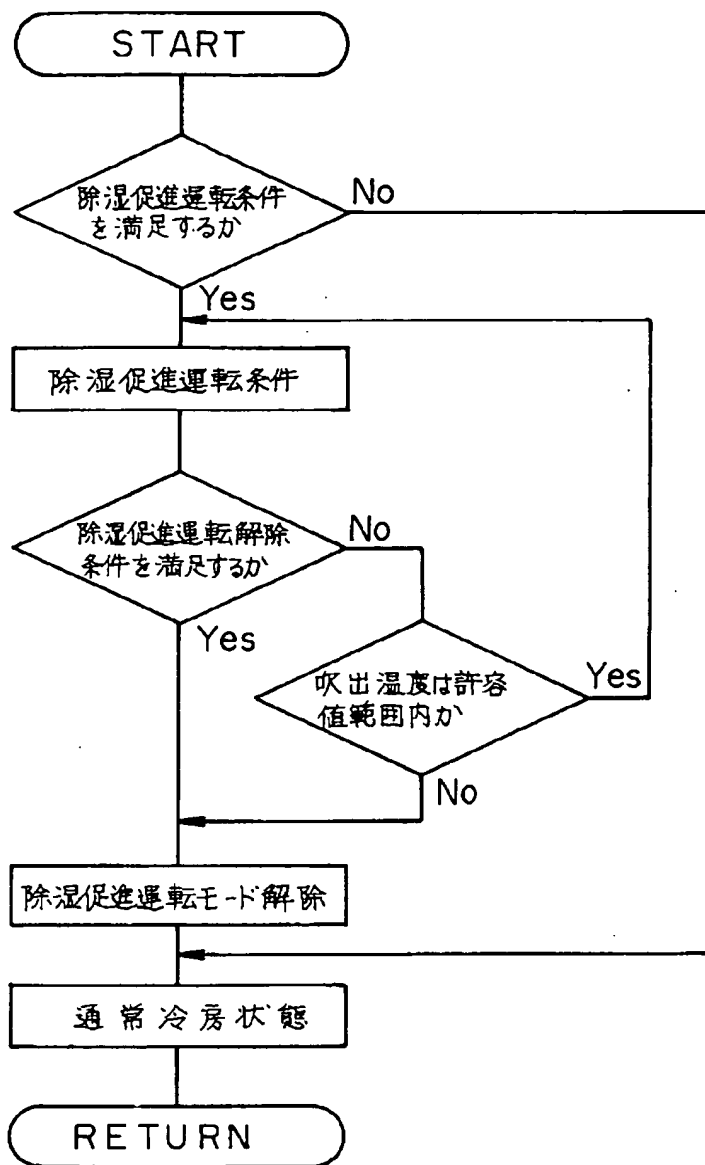 START
除湿促進運転条件
を満足するか
No
Yes
除湿促進運転条件
除湿促進運転解除
条件を満足するか
No
Yes
吹出温度は許容
値範囲内か
Yes
No
除湿促進運転モード解除
通常冷房状態
RETURN